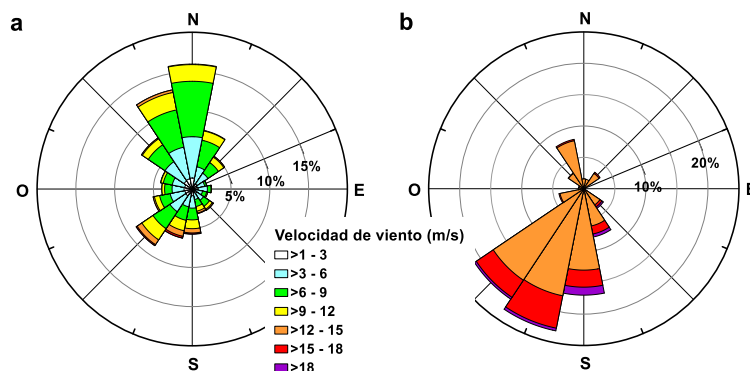 a
N
O
E
S
5%
10%
15%
b
N
O
E
S
10%
20%
Velocidad de viento (m/s)
>1 - 3
>3 - 6
>6 - 9
>9 - 12
>12 - 15
>15 - 18
>18